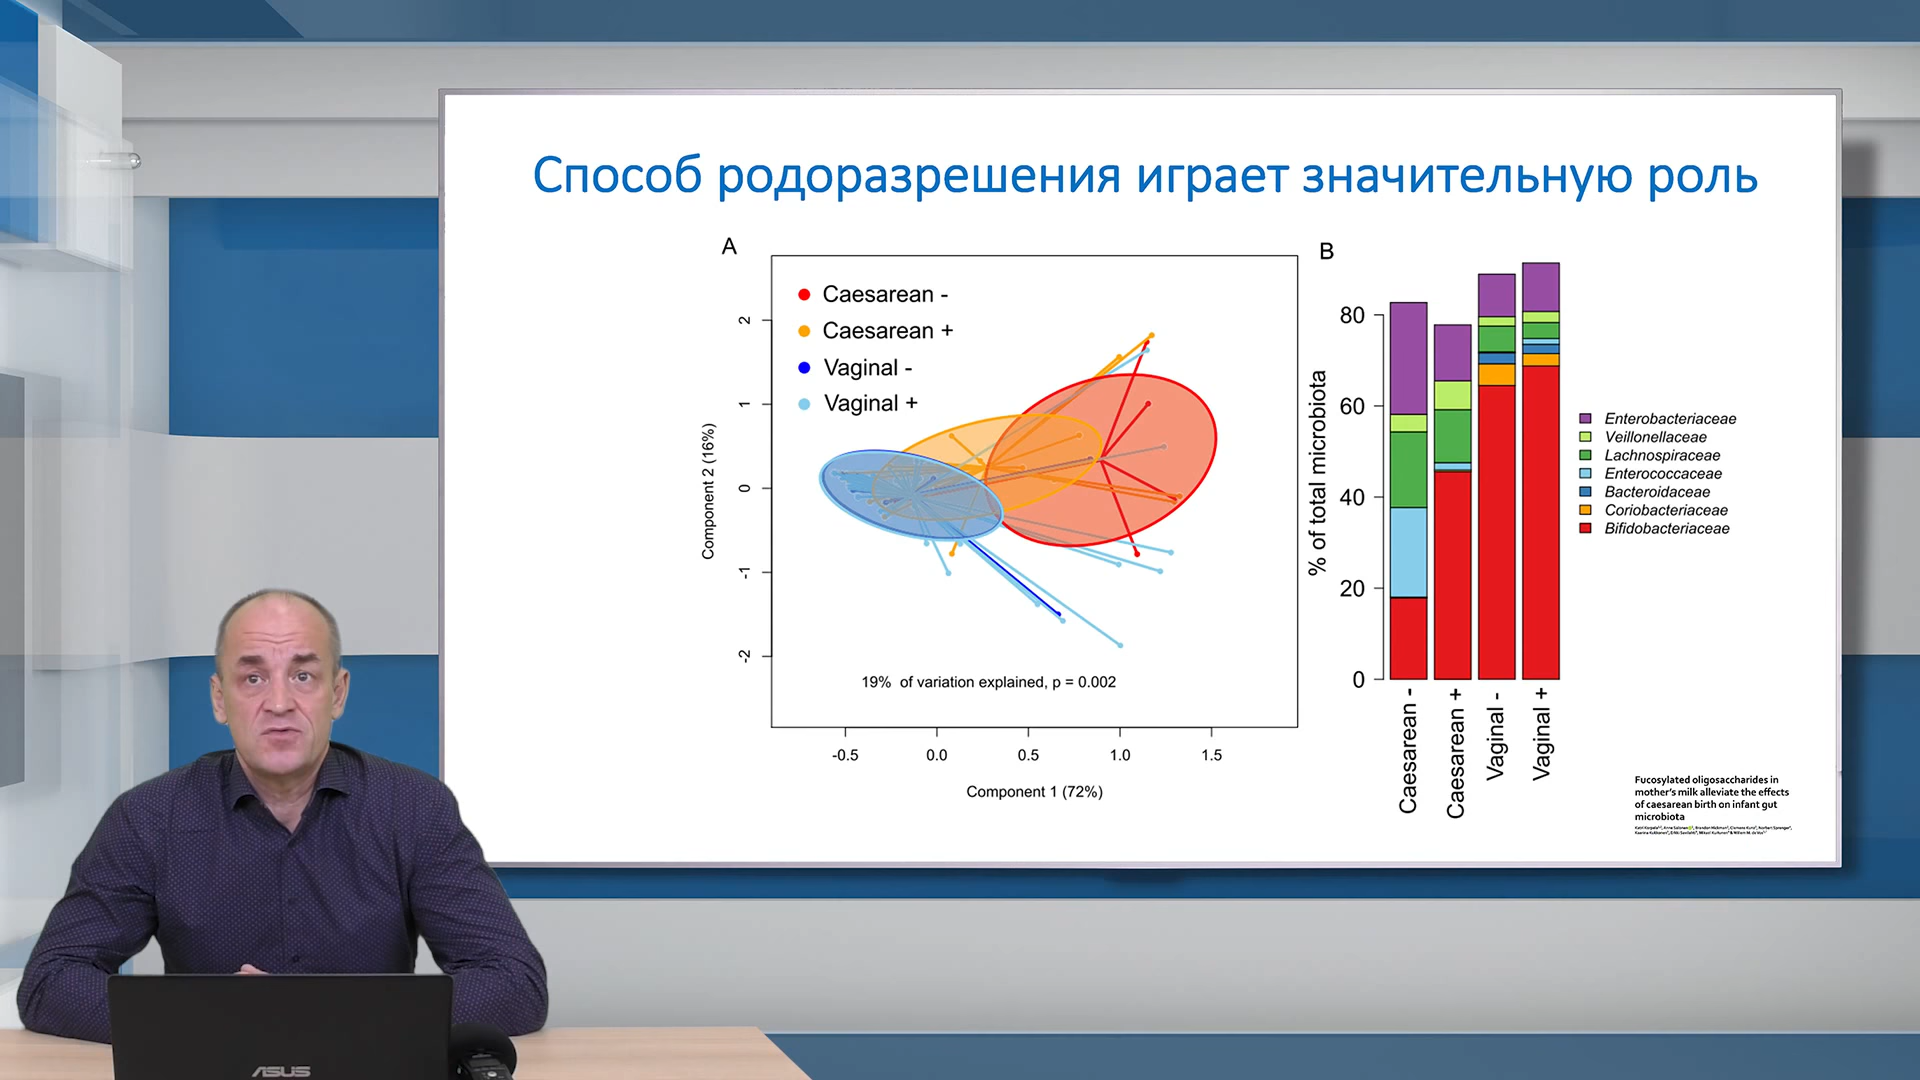 Способ родоразрешения играет значительную роль
A
Caesarean -
Caesarean +
Vaginal -
Vaginal +
2
1
0
-1
-2
Component 2 (16%)
19% of variation explained, p = 0.002
-0.5 0.0 0.5 1.0 1.5
Component 1 (72%)
B
80
60
40
20
0
% of total microbiota
Caesarean -
Caesarean +
Vaginal -
Vaginal +
Enterobacteriaceae
Veillonellaceae
Lachnospiraceae
Enterococcaceae
Bacteroidaceae
Coriobacteriaceae
Bifidobacteriaceae
Fucosylated oligosaccharides in
mother's milk alleviate the effects
of caesarean birth on infant gut
microbiota
ASUS